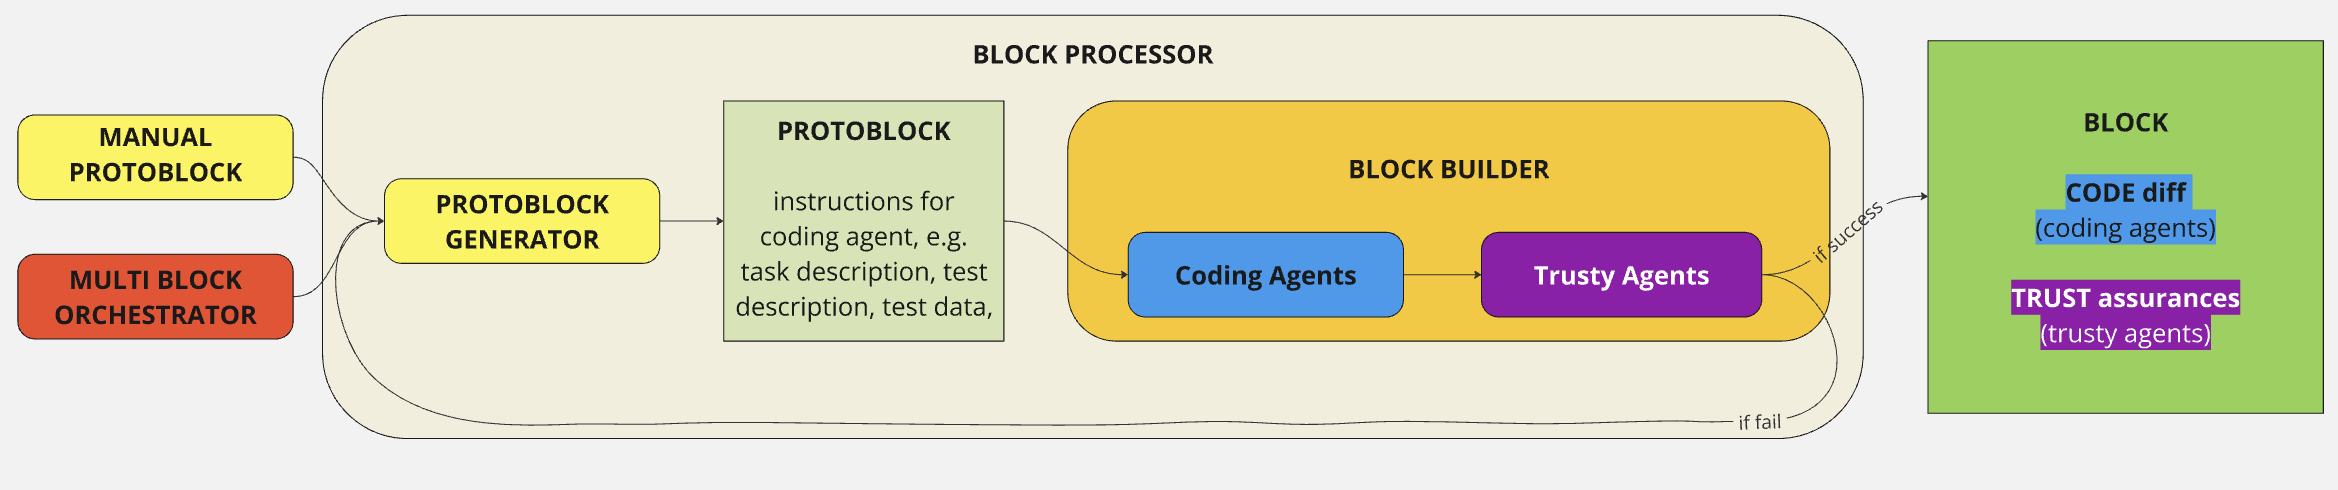 BLOCK PROCESSOR
MANUAL
PROTOBLOCK
MULTI BLOCK
ORCHESTRATOR
PROTOBLOCK
GENERATOR
PROTOBLOCK
instructions for
coding agent, e.g.
task description, test
description, test data,
BLOCK BUILDER
Coding Agents
Trusty Agents
if success
if fail
BLOCK
CODE diff
(coding agents)
TRUST assurances
(trusty agents)